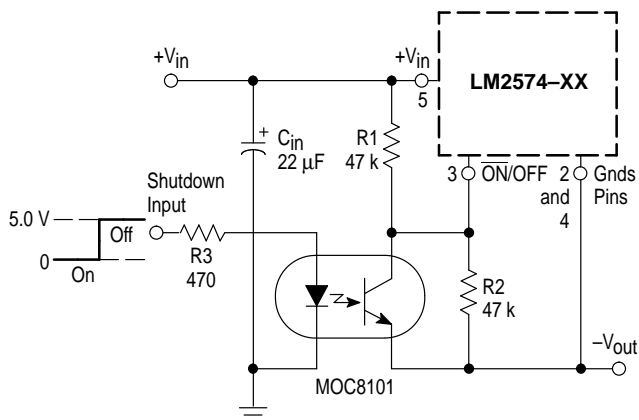 +Vin
+Vin
5
LM2574–XX
Cin
22 µF
+
R1
47 k
3
ON/OFF
2
and
4
Gnds
Pins
Shutdown
Input
5.0 V
Off
0
On
R3
470
R2
47 k
–Vout
MOC8101